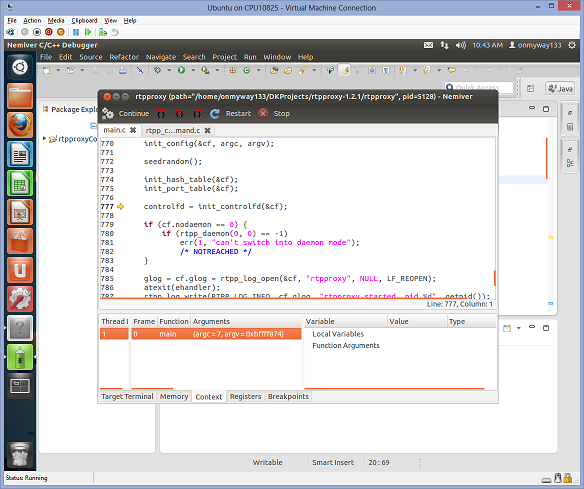 Ubuntu on CPU10825 - Virtual Machine Connection
File Action Media Clipboard View Help
Nemiver C/C++ Debugger
10:43 AM onmyway133
File Edit Source Refactor Navigate Search Project Run Window Help
Quick Access
Java
Package Explo
rtpproxyCo
rtpproxy (path="/home/onmyway133/DKProjects/rtpproxy-1.2.1/rtpproxy", pid=5128) - Nemiver
Continue Restart Stop
main.c rtpp_c...mand.c
770 init_config(&cf, argc, argv);
771
772 seedrandom();
773
774 init_hash_table(&cf);
775 init_port_table(&cf);
776
777 controlfd = init_controlfd(&cf);
778
779 if (cf.nodaemon == 0) {
780 if (rtpp_daemon(0, 0) == -1)
781 err(1, "can't switch into daemon mode");
782 /* NOTREACHED */
783 }
784
785 glog = cf.glog = rtpp_log_open(&cf, "rtpproxy", NULL, LF_REOPEN);
786 atexit(ehandler);
787 rtpp_log_write(RTPP_LOG_INFO, cf.glog, "rtpproxy started, pid %d", getpid());
Line: 777, Column: 1
Thread I Frame Function Arguments
1 0 main (argc = 7, argv = 0xbffff874)
Variable Value Type
Local Variables
Function Arguments
Target Terminal Memory Context Registers Breakpoints
Writable Smart Insert 20 : 69
Status: Running